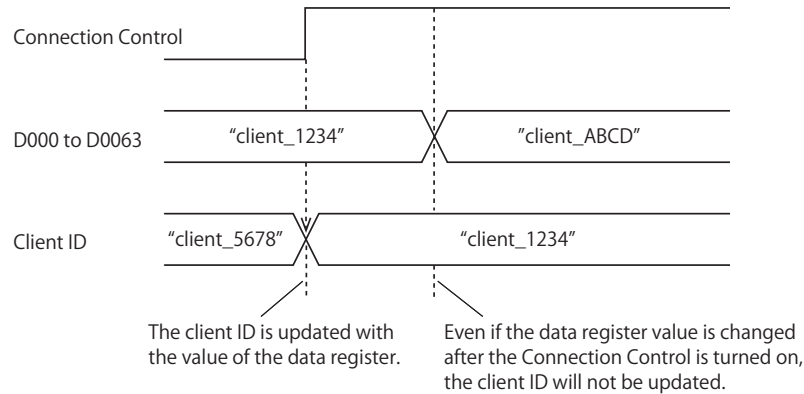 Connection Control
D000 to D0063
“client_1234”
”client_ABCD”
Client ID
“client_5678”
“client_1234”
The client ID is updated with
the value of the data register.
Even if the data register value is changed
after the Connection Control is turned on,
the client ID will not be updated.